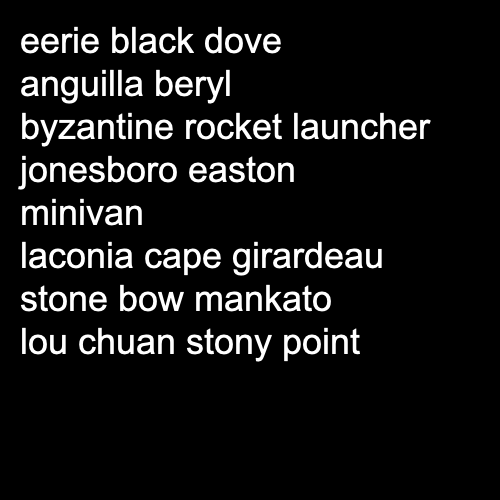 eerie black dove
anguilla beryl
byzantine rocket launcher
jonesboro easton
minivan
laconia cape girardeau
stone bow mankato
lou chuan stony point